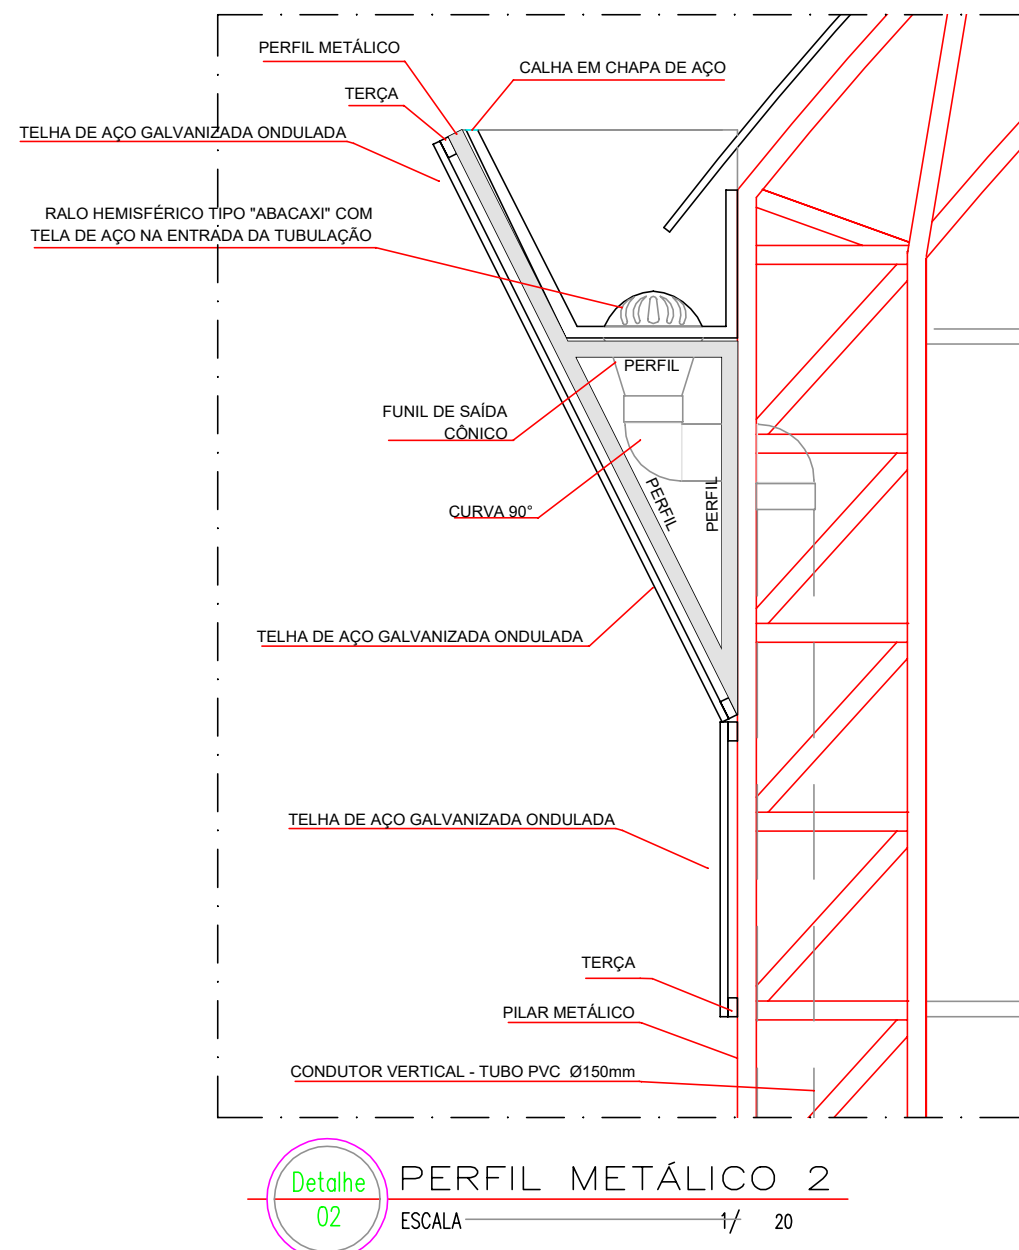 PERFIL METÁLICO
CALHA EM CHAPA DE AÇO
TERÇA
TELHA DE AÇO GALVANIZADA ONDULADA
RALO HEMISFÉRICO TIPO "ABACAXI" COM
TELA DE AÇO NA ENTRADA DA TUBULAÇÃO
PERFIL
FUNIL DE SAÍDA
CÔNICO
PERFIL
PERFIL
CURVA 90°
TELHA DE AÇO GALVANIZADA ONDULADA
TELHA DE AÇO GALVANIZADA ONDULADA
TERÇA
PILAR METÁLICO
CONDUTOR VERTICAL - TUBO PVC Ø150mm
Detalhe
02
PERFIL METÁLICO 2
ESCALA 1/ 20